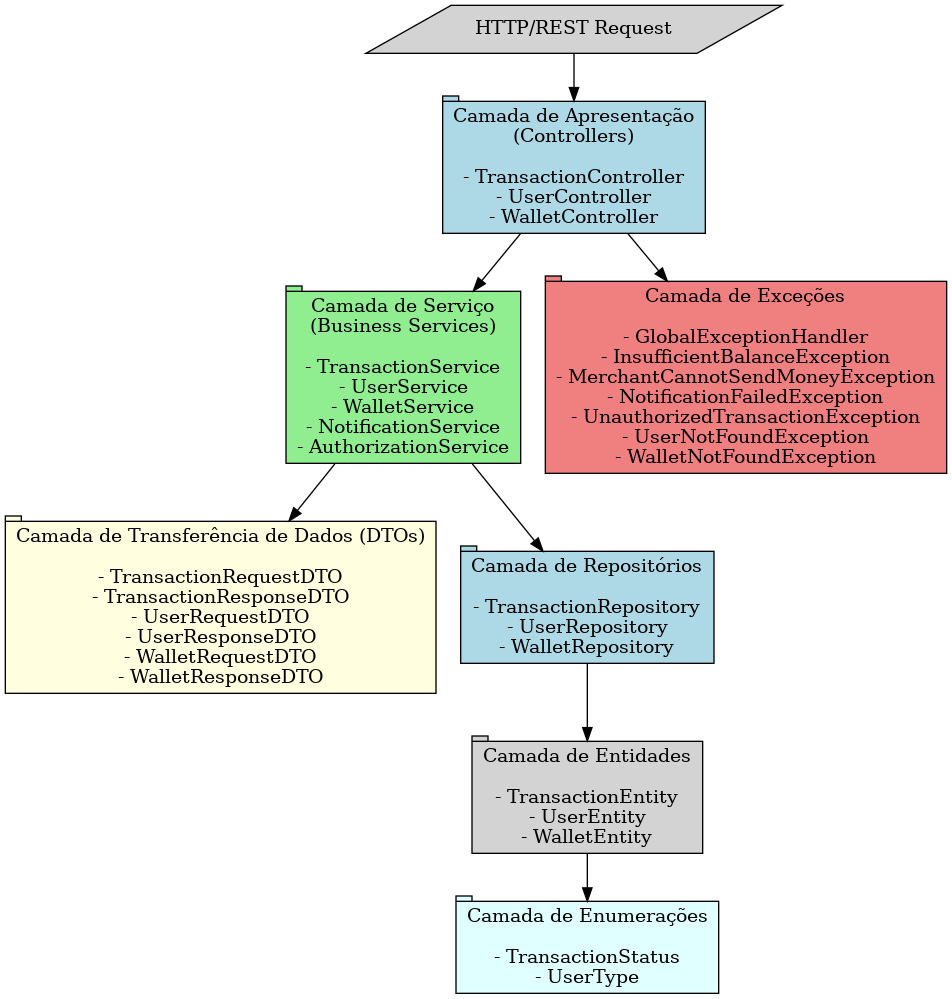 HTTP/REST Request
Camada de Apresentação
(Controllers)
- TransactionController
- UserController
- WalletController
Camada de Serviço
(Business Services)
- TransactionService
- UserService
- WalletService
- NotificationService
- AuthorizationService
Camada de Exceções
- GlobalExceptionHandler
- InsufficientBalanceException
- MerchantCannotSendMoneyException
- NotificationFailedException
- UnauthorizedTransactionException
- UserNotFoundException
- WalletNotFoundException
Camada de Transferência de Dados (DTOs)
- TransactionRequestDTO
- TransactionResponseDTO
- UserRequestDTO
- UserResponseDTO
- WalletRequestDTO
- WalletResponseDTO
Camada de Repositórios
- TransactionRepository
- UserRepository
- WalletRepository
Camada de Entidades
- TransactionEntity
- UserEntity
- WalletEntity
Camada de Enumerações
- TransactionStatus
- UserType